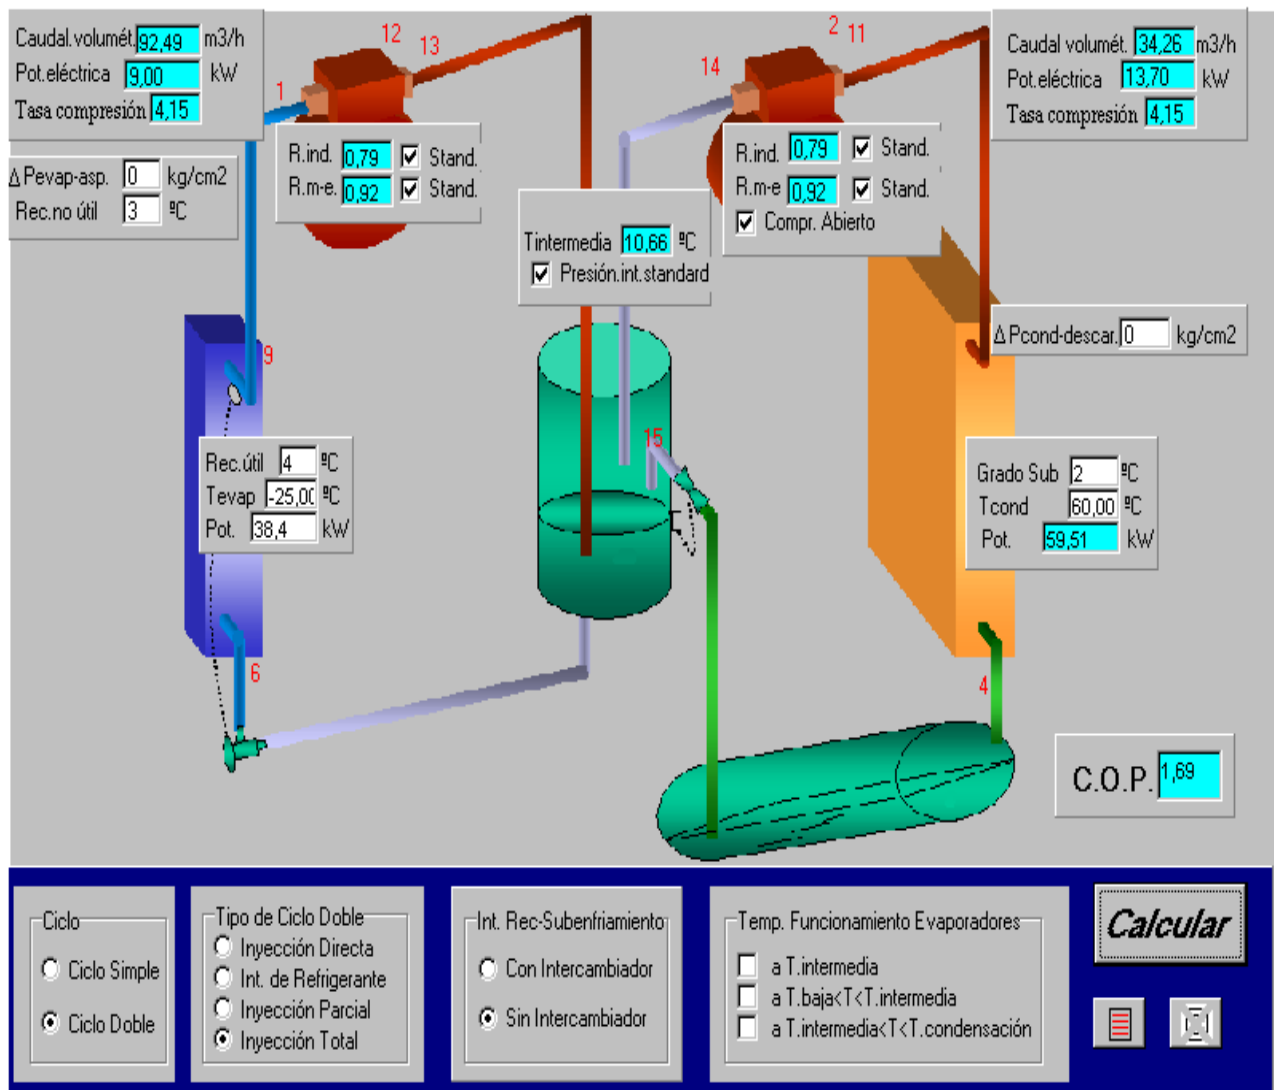 Caudal.volumét. 92,49 m3/h
Pot.eléctrica 9,00 kW
Tasa compresión 4,15
12
13
1
2
11
14
Caudal volumét. 34,26 m3/h
Pot.eléctrica 13,70 kW
Tasa compresión 4,15
Δ Pevap-asp. 0 kg/cm2
Rec.no útil 3 ºC
R.ind. 0,79 Stand.
R.m-e. 0,92 Stand.
R.ind. 0,79 Stand.
R.m-e 0,92 Stand.
Compr. Abierto
Tintermedia 10,66 ºC
Presión.int.standard
Δ Pcond-descar. 0 kg/cm2
9
15
Rec.útil 4 ºC
Tevap -25,00 ºC
Pot. 38,4 kW
Grado Sub 2 ºC
Tcond 60,00 ºC
Pot. 59,51 kW
6
4
C.O.P. 1,69
Ciclo
Ciclo Simple
Ciclo Doble
Tipo de Ciclo Doble
Inyección Directa
Int. de Refrigerante
Inyección Parcial
Inyección Total
Int. Rec-Subenfriamiento
Con Intercambiador
Sin Intercambiador
Temp. Funcionamiento Evaporadores
a T.intermedia
a T.baja<T<T.intermedia
a T.intermedia<T<T.condensación
Calcular